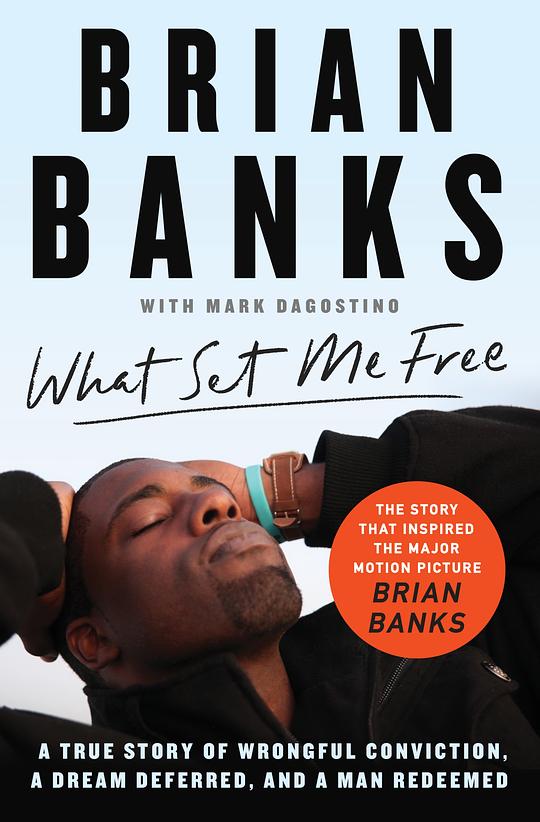 BRIAN
BANKS
WITH MARK DAGOSTINO
What Set Me Free
THE STORY
THAT INSPIRED
THE MAJOR
MOTION PICTURE
BRIAN
BANKS
A TRUE STORY OF WRONGFUL CONVICTION,
A DREAM DEFERRED, AND A MAN REDEEMED